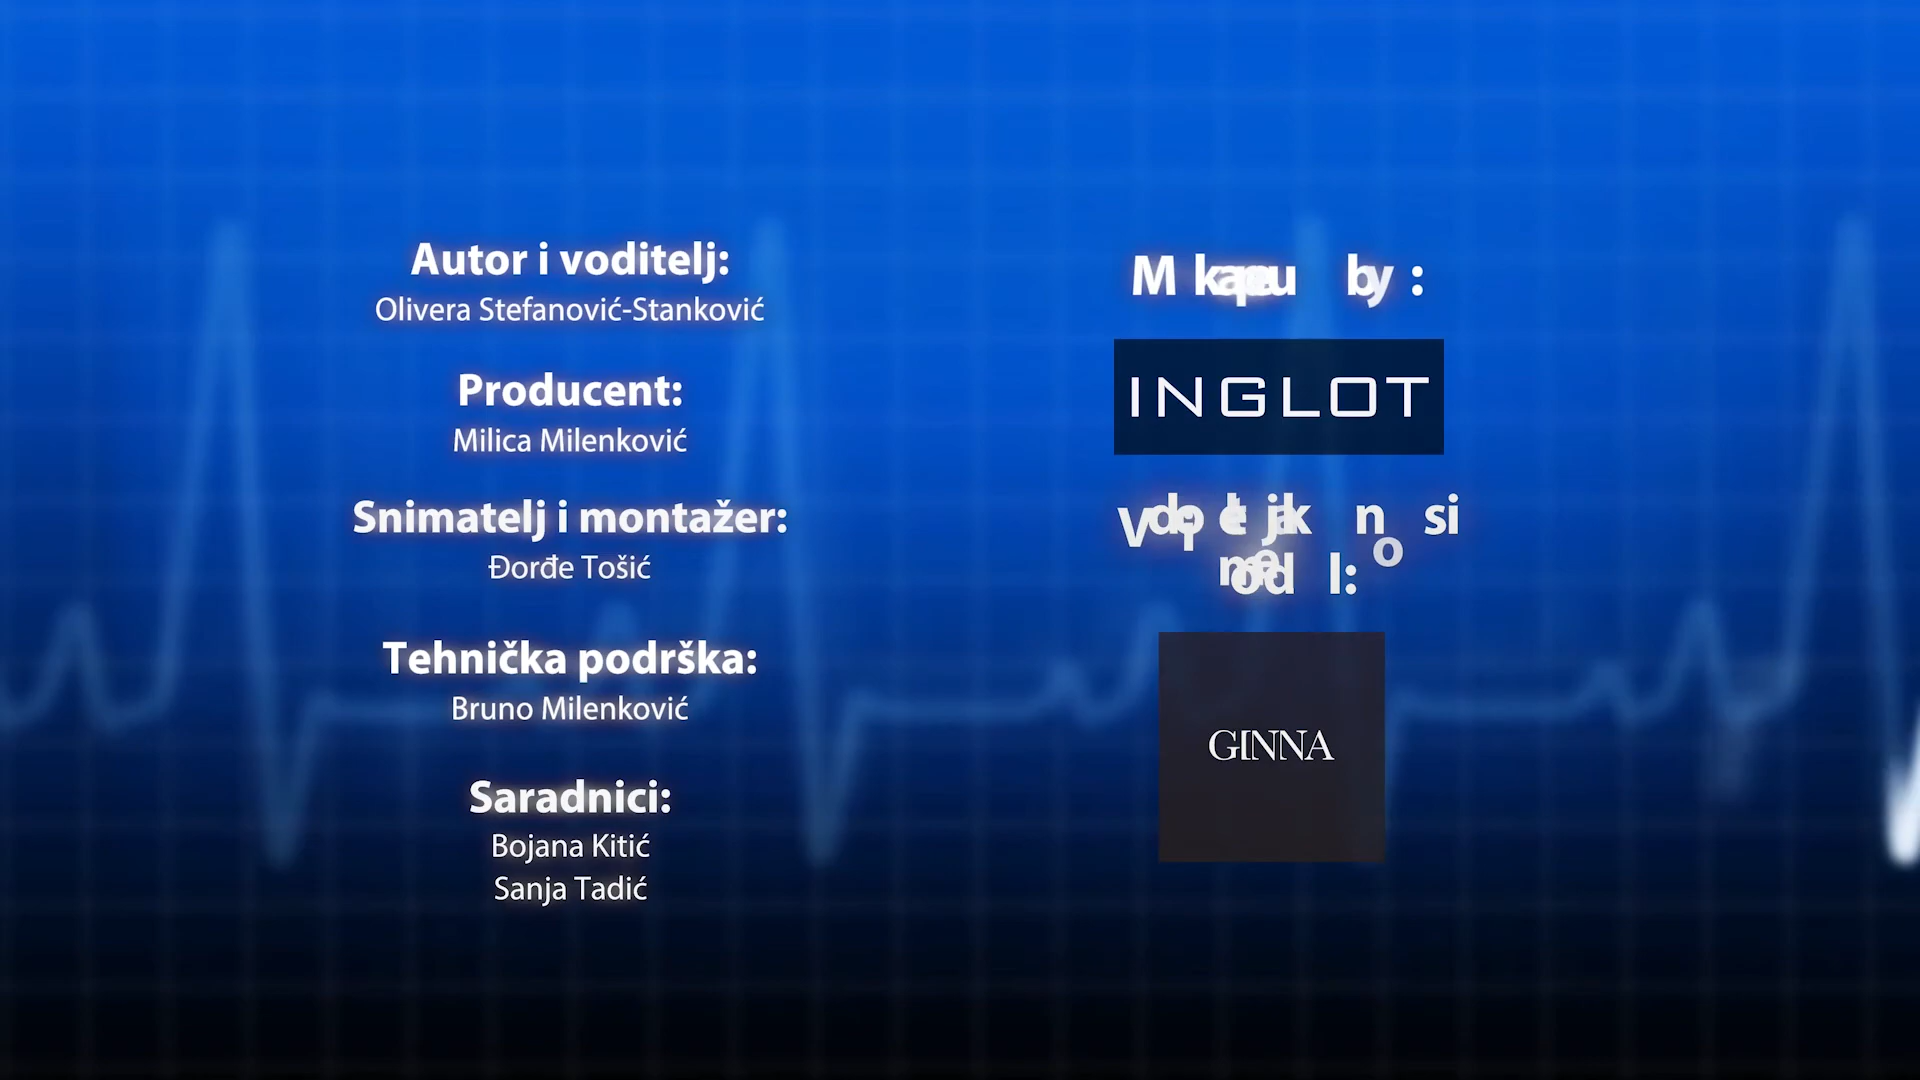 Autor i voditelj:
Olivera Stefanović-Stanković
Producent:
Milica Milenković
Snimatelj i montažer:
Đorđe Tošić
Tehnička podrška:
Bruno Milenković
Saradnici:
Bojana Kitić
Sanja Tadić
by:
INGLOT
GINNA